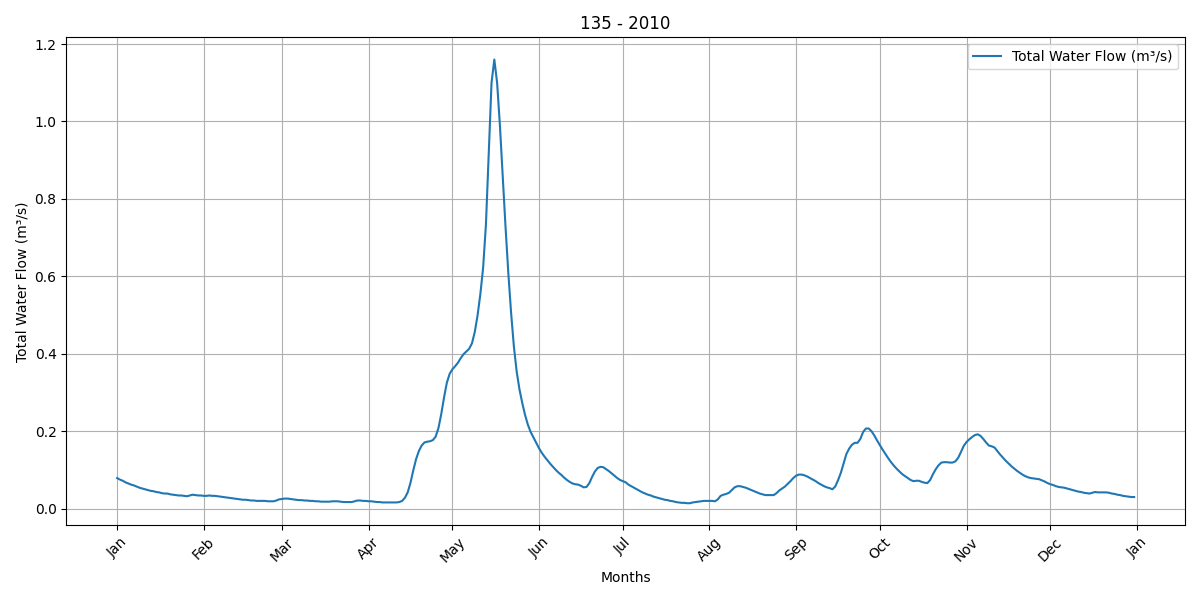 135 - 2010
Total Water Flow (m³/s)
1.2
1.0
0.8
0.6
0.4
0.2
0.0
Total Water Flow (m³/s)
Jan Feb Mar Apr May Jun Jul Aug Sep Oct Nov Dec Jan
Months